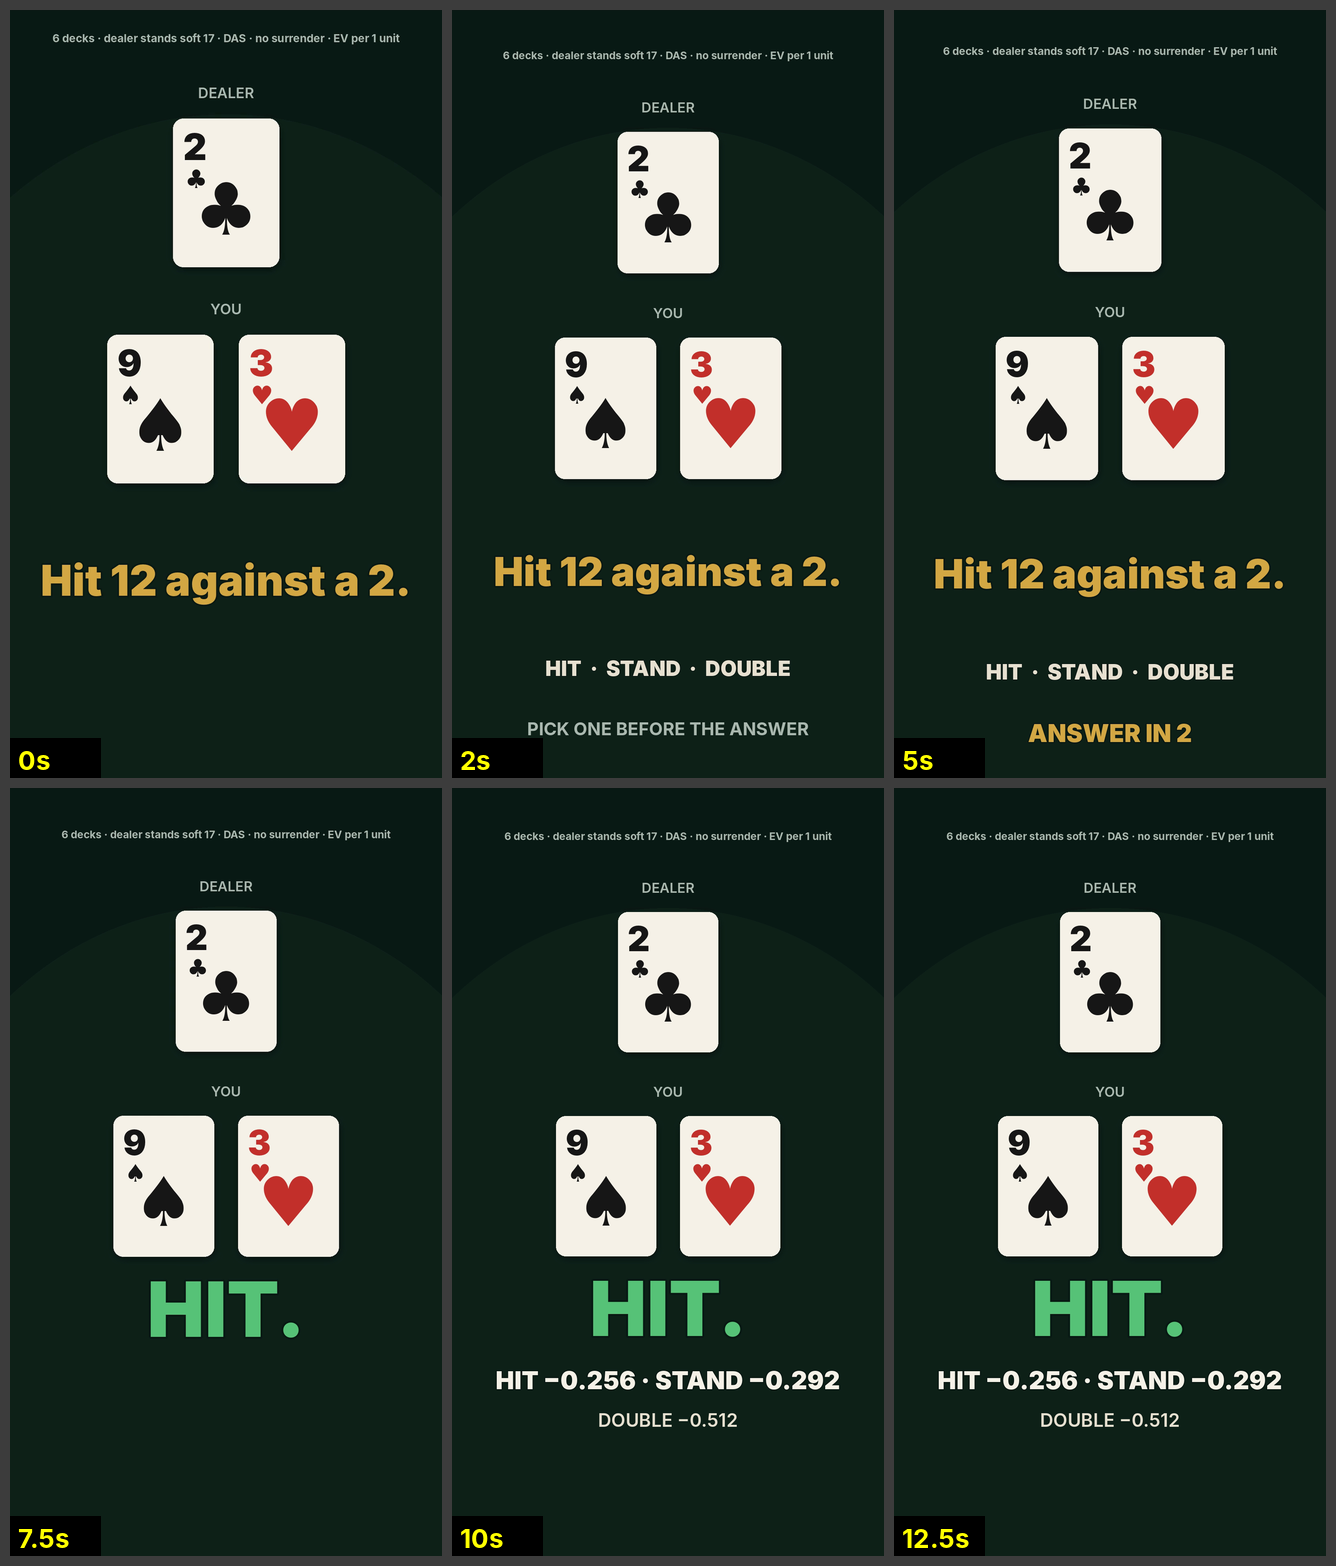 6 decks · dealer stands soft 17 · DAS · no surrender · EV per 1 unit
DEALER
2
YOU
9 3
Hit 12 against a 2.
0s
6 decks · dealer stands soft 17 · DAS · no surrender · EV per 1 unit
DEALER
2
YOU
9 3
Hit 12 against a 2.
HIT · STAND · DOUBLE
PICK ONE BEFORE THE ANSWER
2s
6 decks · dealer stands soft 17 · DAS · no surrender · EV per 1 unit
DEALER
2
YOU
9 3
Hit 12 against a 2.
HIT · STAND · DOUBLE
ANSWER IN 2
5s
6 decks · dealer stands soft 17 · DAS · no surrender · EV per 1 unit
DEALER
2
YOU
9 3
HIT.
7.5s
6 decks · dealer stands soft 17 · DAS · no surrender · EV per 1 unit
DEALER
2
YOU
9 3
HIT.
HIT −0.256 · STAND −0.292
DOUBLE −0.512
10s
6 decks · dealer stands soft 17 · DAS · no surrender · EV per 1 unit
DEALER
2
YOU
9 3
HIT.
HIT −0.256 · STAND −0.292
DOUBLE −0.512
12.5s